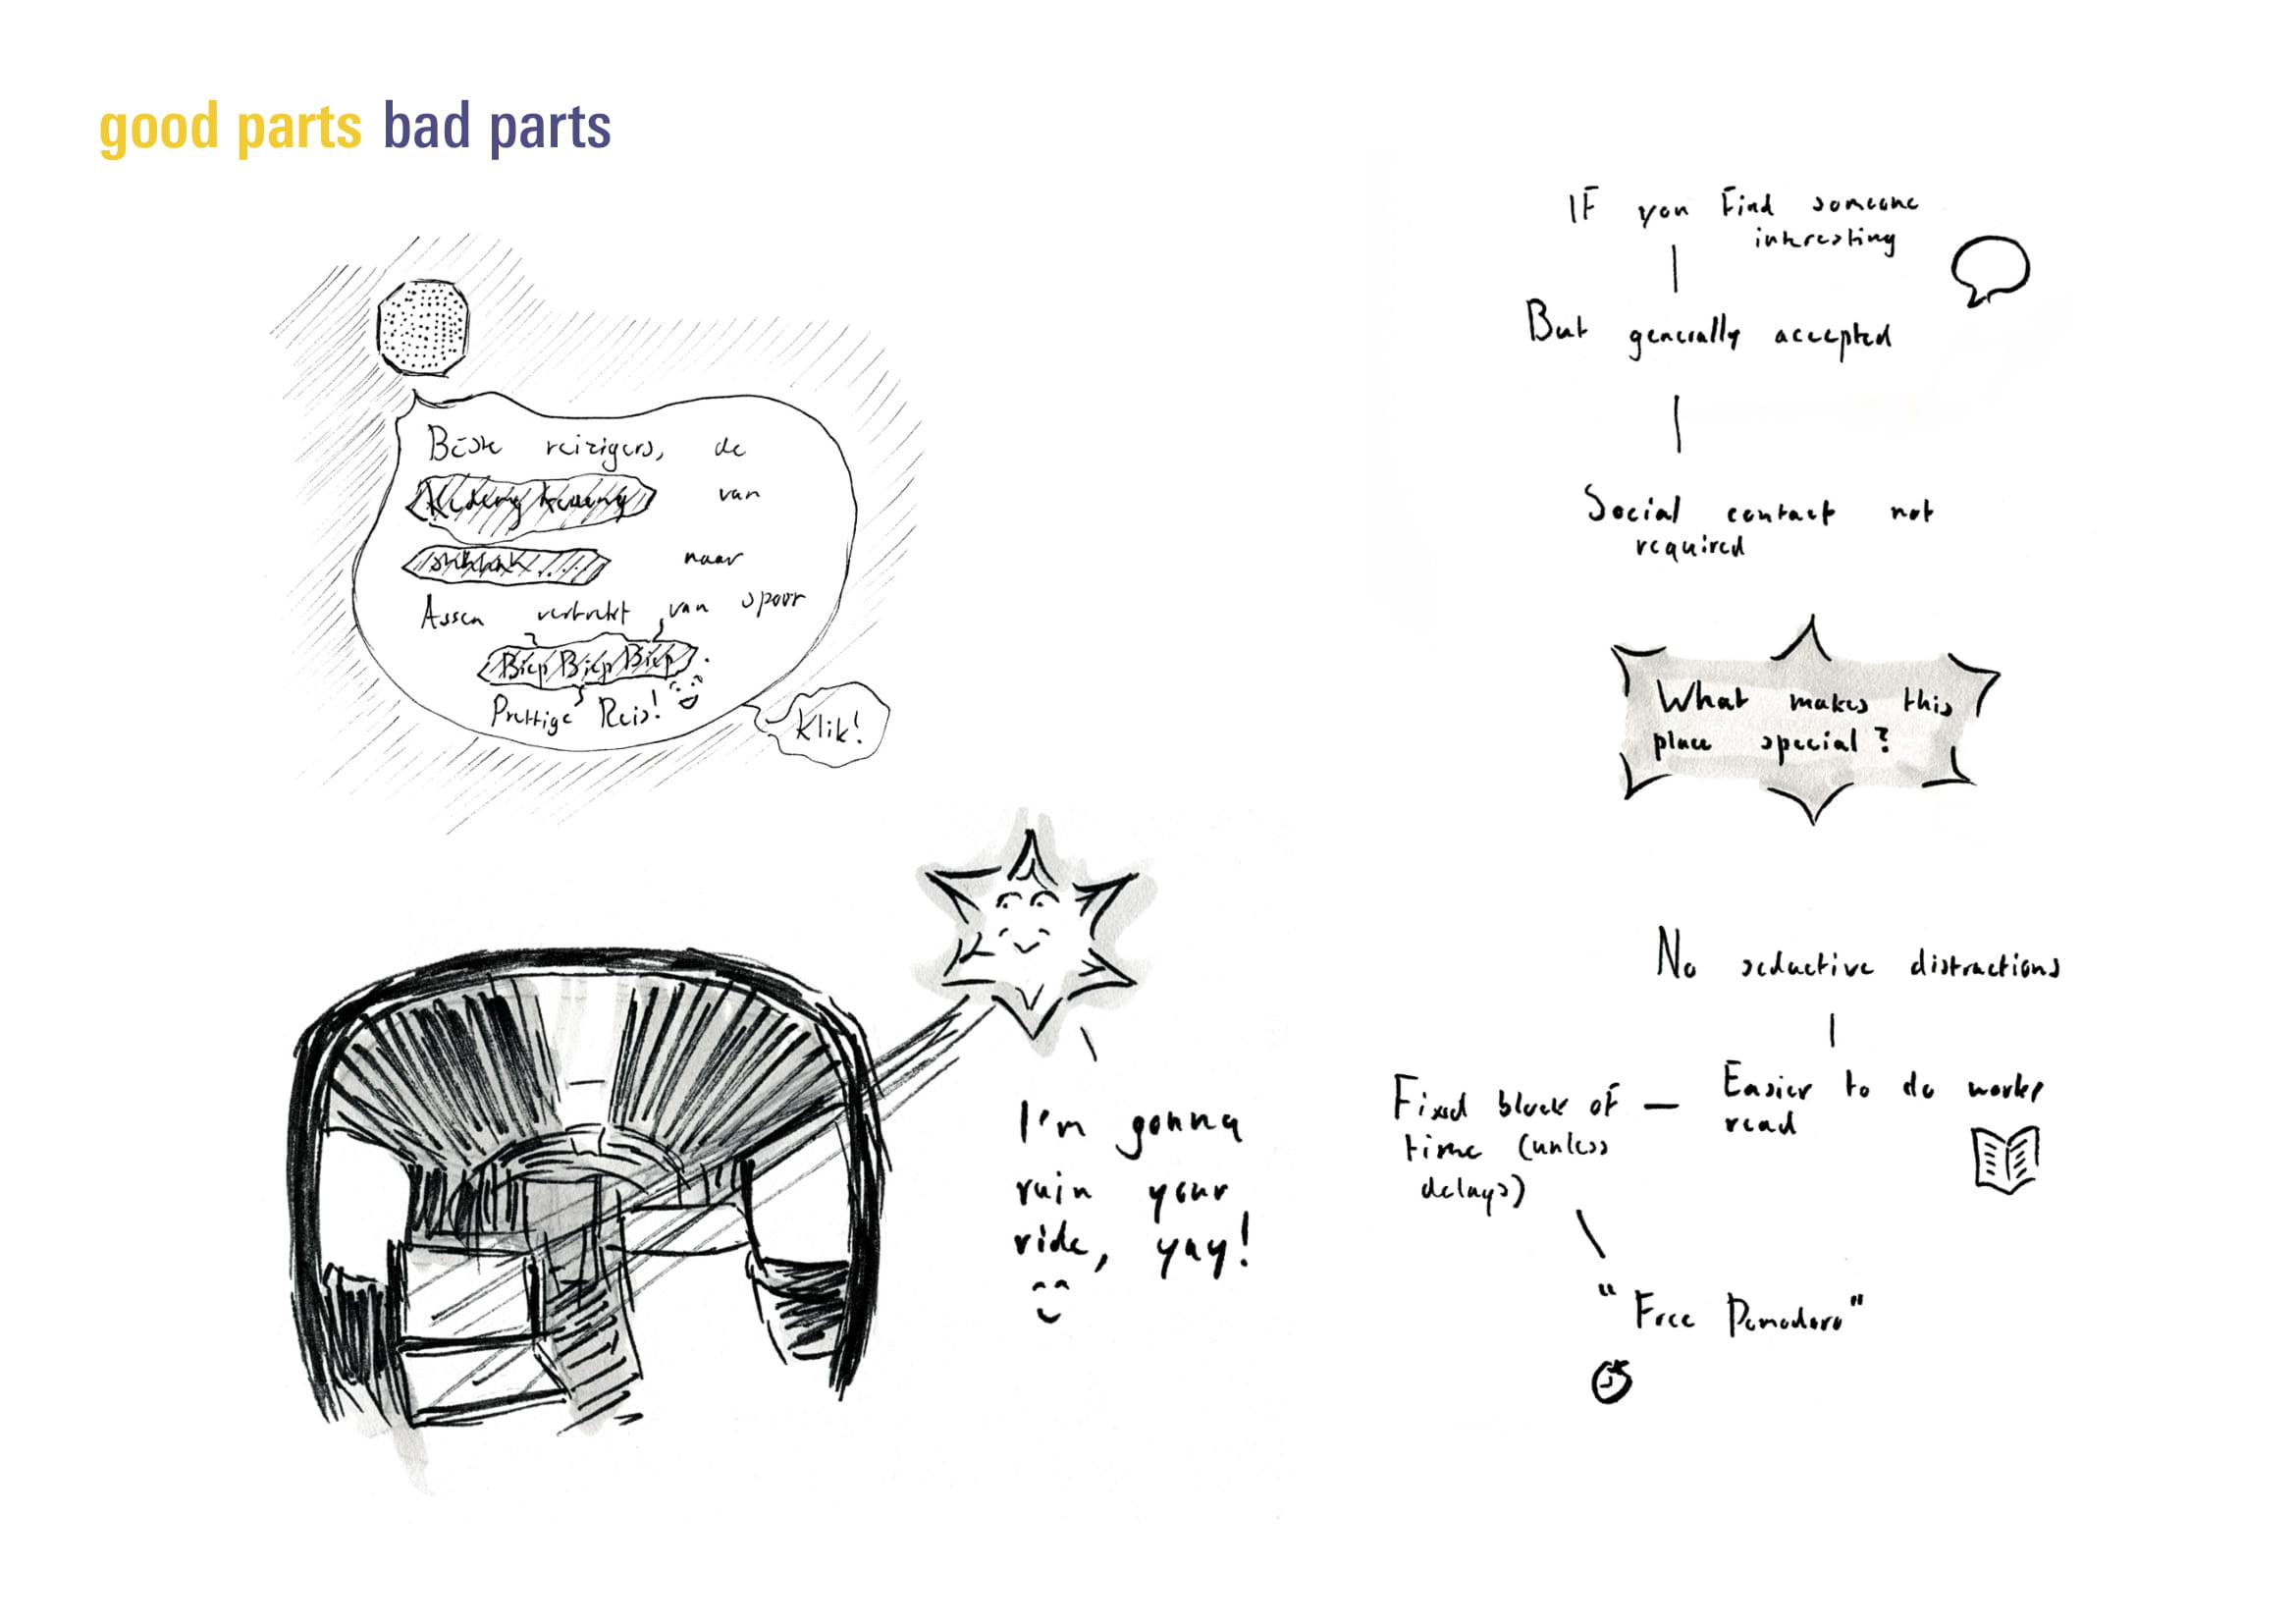 good parts bad parts
Beste reizigers, de
van
naar
Assen vertrekt van spoor
Biep Biep Biep.
Prettige Reis!
Klik!
I'm gonna
ruin your
ride, yay!
IF you Find someone
interesting
But generally accepted
Social contact not
required
What makes this
place special?
No seductive distractions
Easier to do work,
read
Fixed block of
time (unless
delays)
"Free Pomodoro"